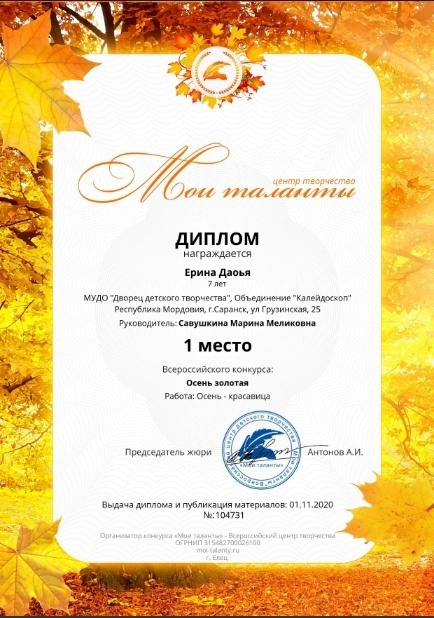 центр творчества
Мои таланты
ДИПЛОМ
награждается
Ерина Даоья
7 лет
МУДО "Дворец детского творчества", Объединение "Калейдоскоп"
Республика Мордовия, г.Саранск, ул Грузинская, 25
Руководитель: Савушкина Марина Меликовна
1 место
Всероссийского конкурса:
Осень золотая
Работа: Осень - красавица
Председатель жюри
«Мои таланты»
Антонов А.И.
Выдача диплома и публикация материалов: 01.11.2020
№:104731
Организатор конкурса «Мои таланты» - Всероссийский центр творчества
ОГРНИП 315482700026100
moi-talanty.ru
г. Елец